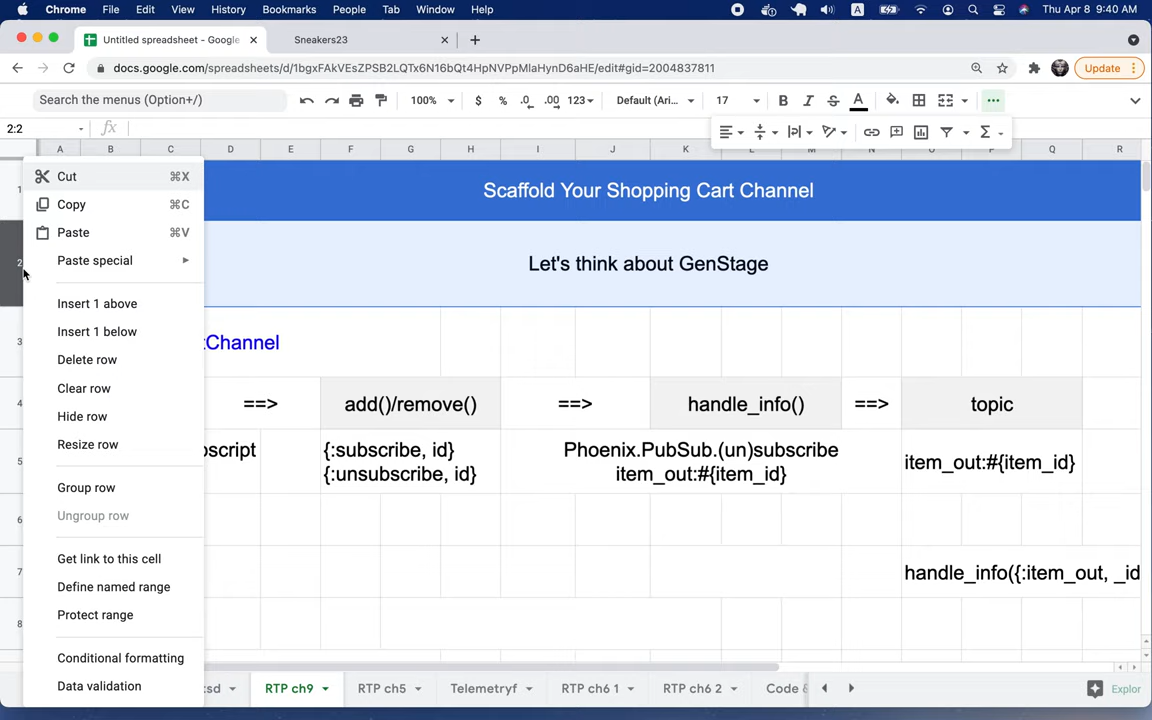 Chrome File Edit View History Bookmarks People Tab Window Help A Thu Apr 8 9:40 AM
Untitled spreadsheet - Google Sneakers23
docs.google.com/spreadsheets/d/1bgxFAkVEsZPSB2LQTx6N16bQt4HpNVPpMlaHynD6aHE/edit#gid=2004837811 Update
Search the menus (Option+/) 100% $ % .0 .00 123 Default (Ari... 17 B I S A
2:2 fx
A B C D E F G H I J K L M N O P Q R
1 Scaffold Your Shopping Cart Channel
2 Let's think about GenStage
3 tChannel
4 ==> add()/remove() ==> handle_info() ==> topic
5 {:subscribe, id} Phoenix.PubSub.(un)subscribe
{:unsubscribe, id} item_out:#{item_id} item_out:#{item_id}
6
7 handle_info({:item_out, _id
8
Cut ⌘X
Copy ⌘C
Paste ⌘V
Paste special
Insert 1 above
Insert 1 below
Delete row
Clear row
Hide row
Resize row
Group row
Ungroup row
Get link to this cell
Define named range
Protect range
Conditional formatting
Data validation
RTP ch9 RTP ch5 Telemetryf RTP ch6 1 RTP ch6 2 Code Explor